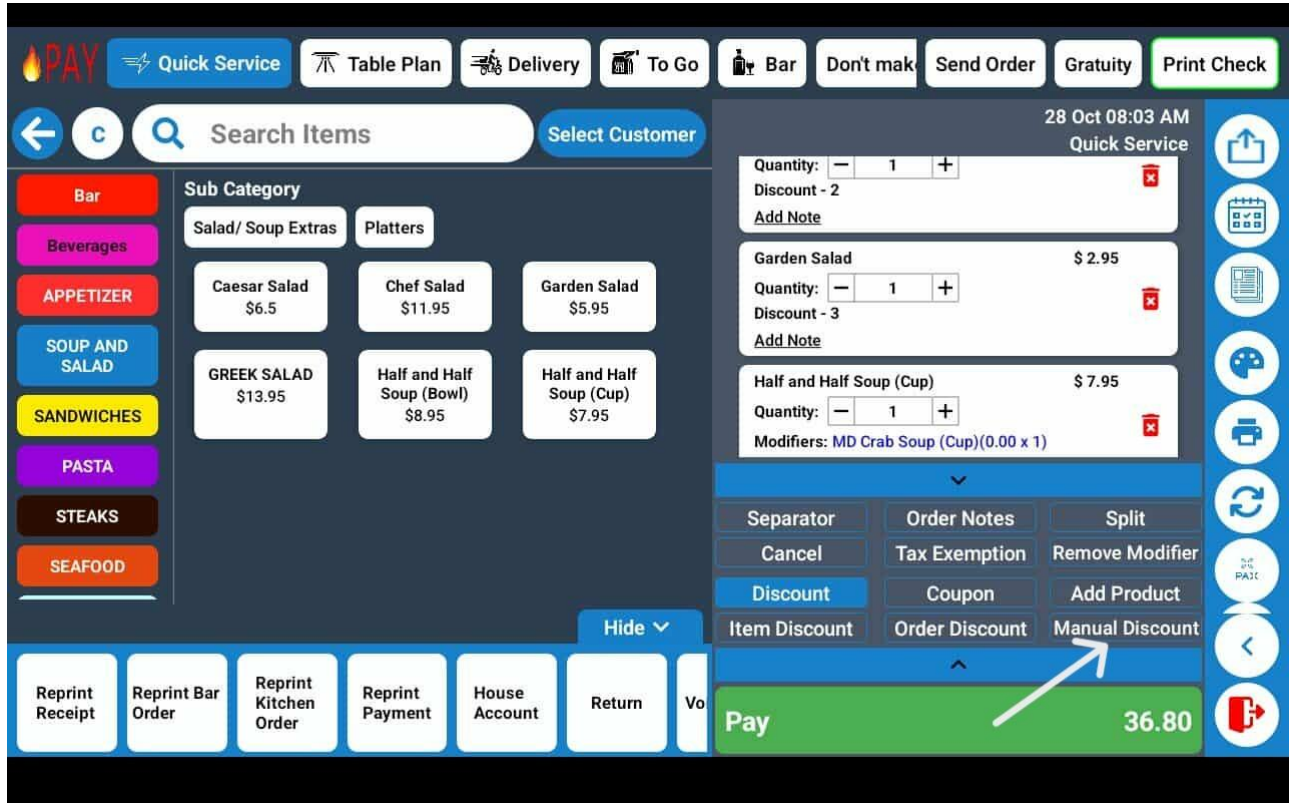 PAY
Quick Service
Table Plan
Delivery
To Go
Bar
Don't mak
Send Order
Gratuity
Print Check
C
Search Items
Select Customer
28 Oct 08:03 AM
Quick Service
Bar
Beverages
APPETIZER
SOUP AND
SALAD
SANDWICHES
PASTA
STEAKS
SEAFOOD
Sub Category
Salad/ Soup Extras
Platters
Caesar Salad
$6.5
Chef Salad
$11.95
Garden Salad
$5.95
GREEK SALAD
$13.95
Half and Half
Soup (Bowl)
$8.95
Half and Half
Soup (Cup)
$7.95
Hide
Quantity: − 1 +
Discount - 2
Add Note
Garden Salad $ 2.95
Quantity: − 1 +
Discount - 3
Add Note
Half and Half Soup (Cup) $ 7.95
Quantity: − 1 +
Modifiers: MD Crab Soup (Cup)(0.00 x 1)
Separator
Order Notes
Split
Cancel
Tax Exemption
Remove Modifier
Discount
Coupon
Add Product
Item Discount
Order Discount
Manual Discount
PAX
Reprint
Receipt
Reprint Bar
Order
Reprint
Kitchen
Order
Reprint
Payment
House
Account
Return
Vo
Pay 36.80